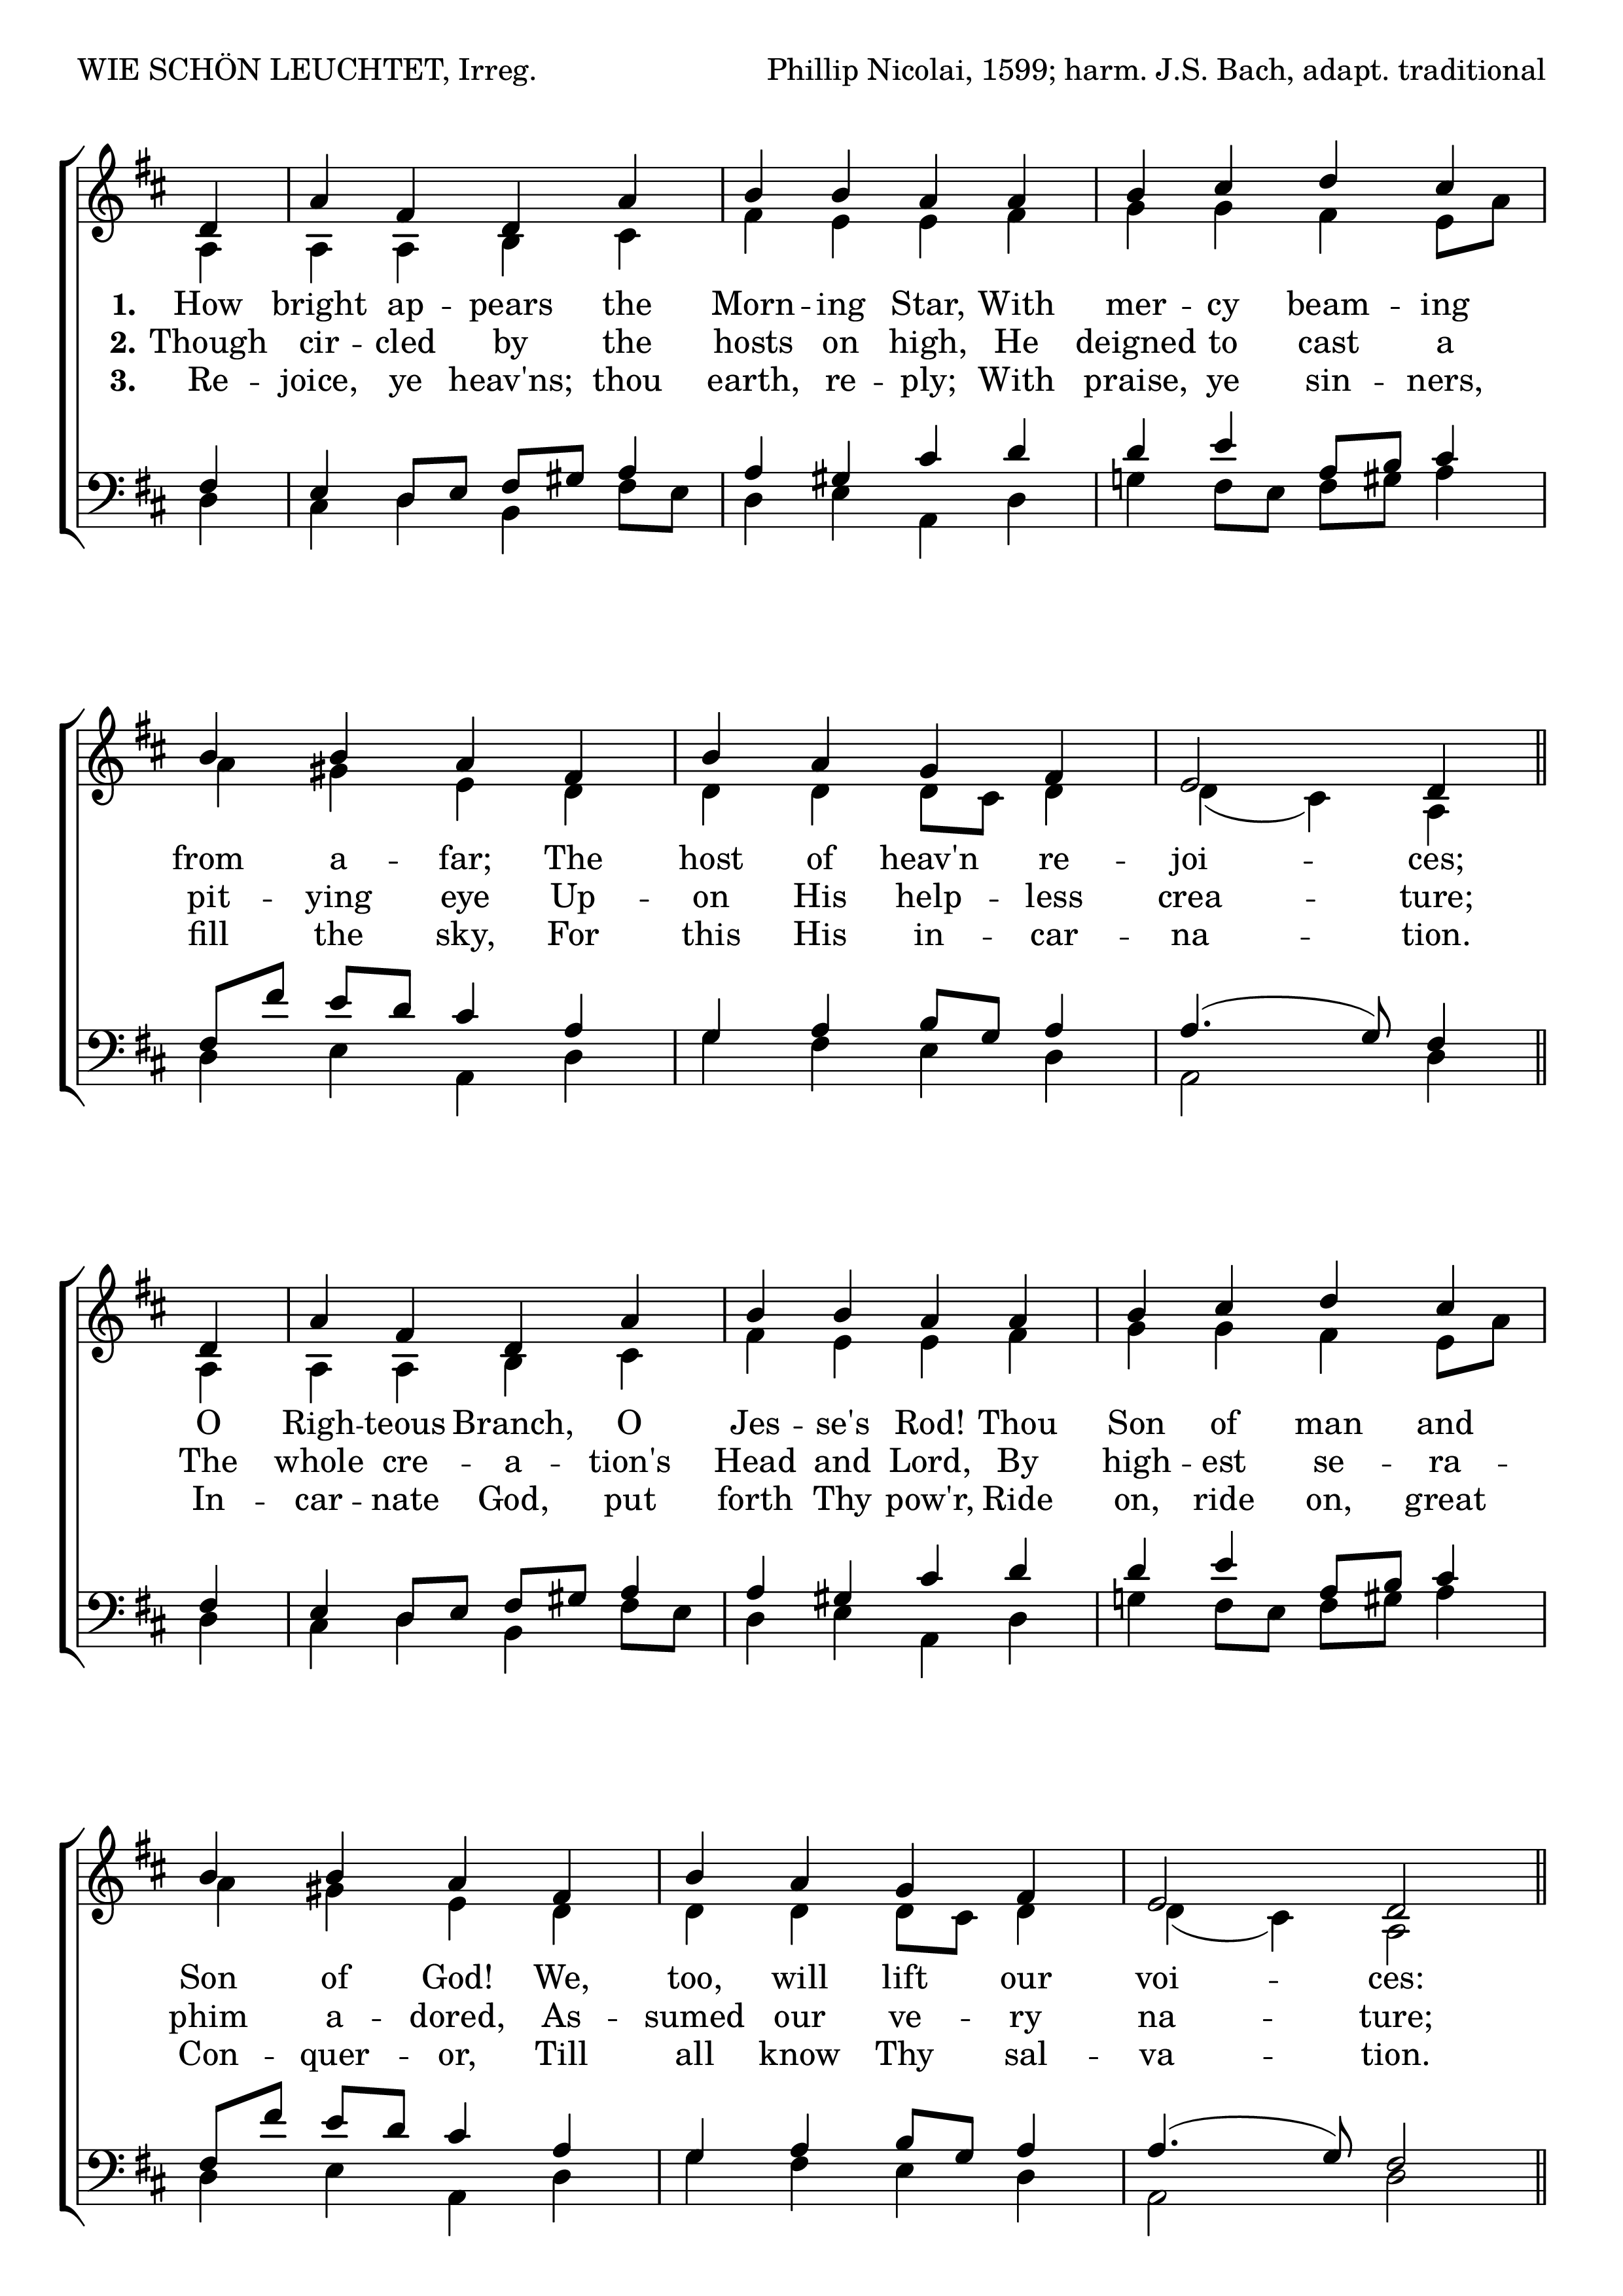 WIE SCHÖN LEUCHTET, Irreg. Phillip Nicolai, 1599; harm. J.S. Bach, adapt. traditional
1. How bright ap -- pears the Morn -- ing Star, With mer -- cy beam -- ing
2. Though cir -- cled by the hosts on high, He deigned to cast a
3. Re -- joice, ye heav'ns; thou earth, re -- ply; With praise, ye sin -- ners,
from a -- far; The host of heav'n re -- joi -- ces;
pit -- ying eye Up -- on His help -- less crea -- ture;
fill the sky, For this His in -- car -- na -- tion.
O Righ -- teous Branch, O Jes -- se's Rod! Thou Son of man and
The whole cre -- a -- tion's Head and Lord, By high -- est se -- ra --
In -- car -- nate God, put forth Thy pow'r, Ride on, ride on, great
Son of God! We, too, will lift our voi -- ces:
phim a -- dored, As -- sumed our ve -- ry na -- ture;
Con -- quer -- or, Till all know Thy sal -- va -- tion.